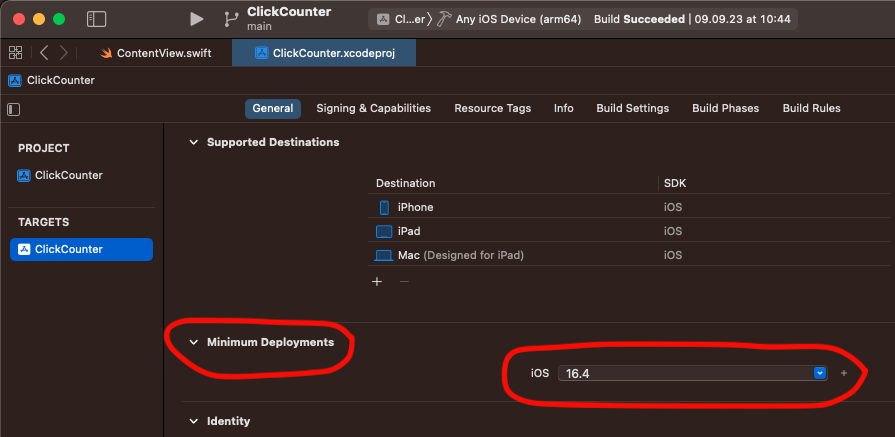 ClickCounter
main
Cl...er
Any iOS Device (arm64)
Build Succeeded | 09.09.23 at 10:44
ContentView.swift
ClickCounter.xcodeproj
ClickCounter
General
Signing & Capabilities
Resource Tags
Info
Build Settings
Build Phases
Build Rules
PROJECT
ClickCounter
TARGETS
ClickCounter
Supported Destinations
Destination
SDK
iPhone
iOS
iPad
iOS
Mac (Designed for iPad)
iOS
Minimum Deployments
iOS
16.4
Identity